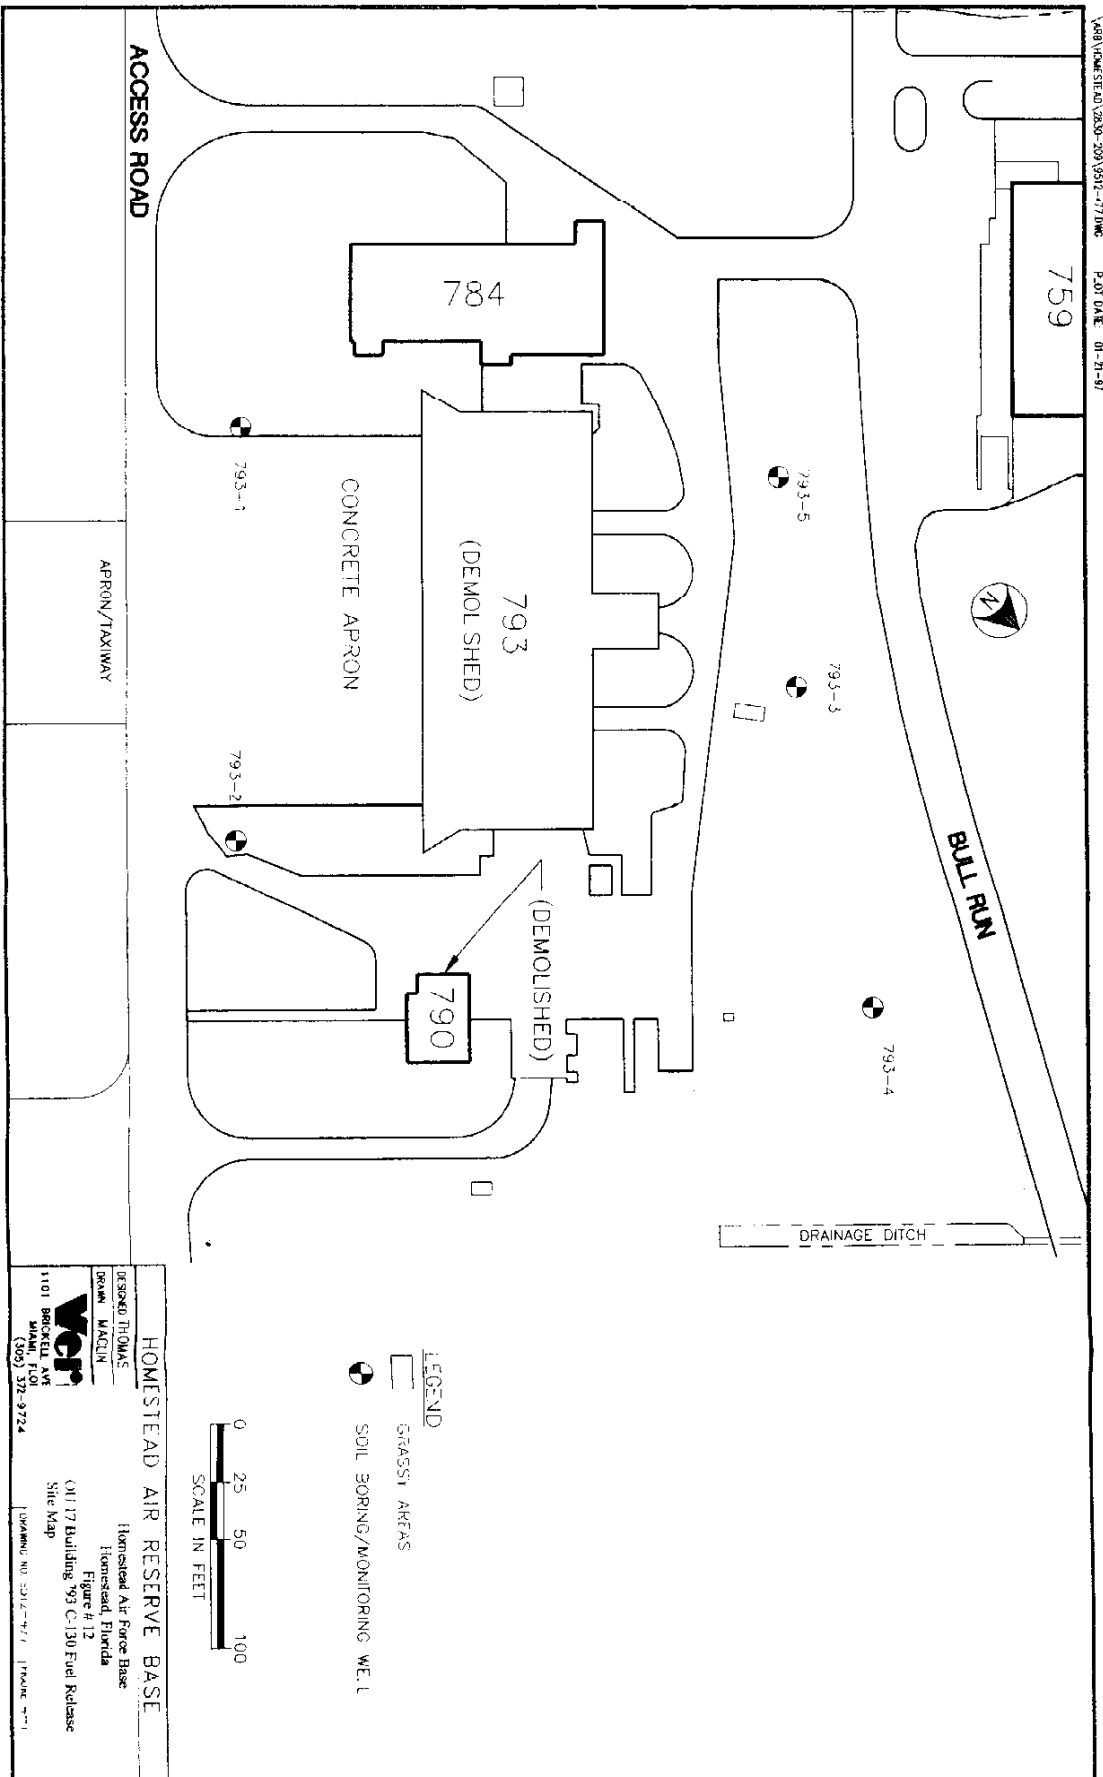 \ARB\HOMESTEAD\2830-209\9512-477.DWG PLOT DATE: 01-21-97
759
BULL RUN
N
793-5
793-3
793-4
DRAINAGE DITCH
784
793
(DEMOL SHED)
(DEMOLISHED)
790
CONCRETE APRON
793-1
793-2
ACCESS ROAD
APRON/TAXIWAY
LEGEND
GRASSY AREAS
SOIL BORING/MONITORING WELL
0 25 50 100
SCALE IN FEET
HOMESTEAD AIR RESERVE BASE
DESIGNED THOMAS
DRAWN MACLIN
Ver
1101 BRICKELL AVE
MIAMI, FLOI
(305) 372-9724
Homestead Air Force Base
Homestead, Florida
Figure # 12
OU 17 Building 793 C-130 Fuel Release
Site Map
DRAWING NO.